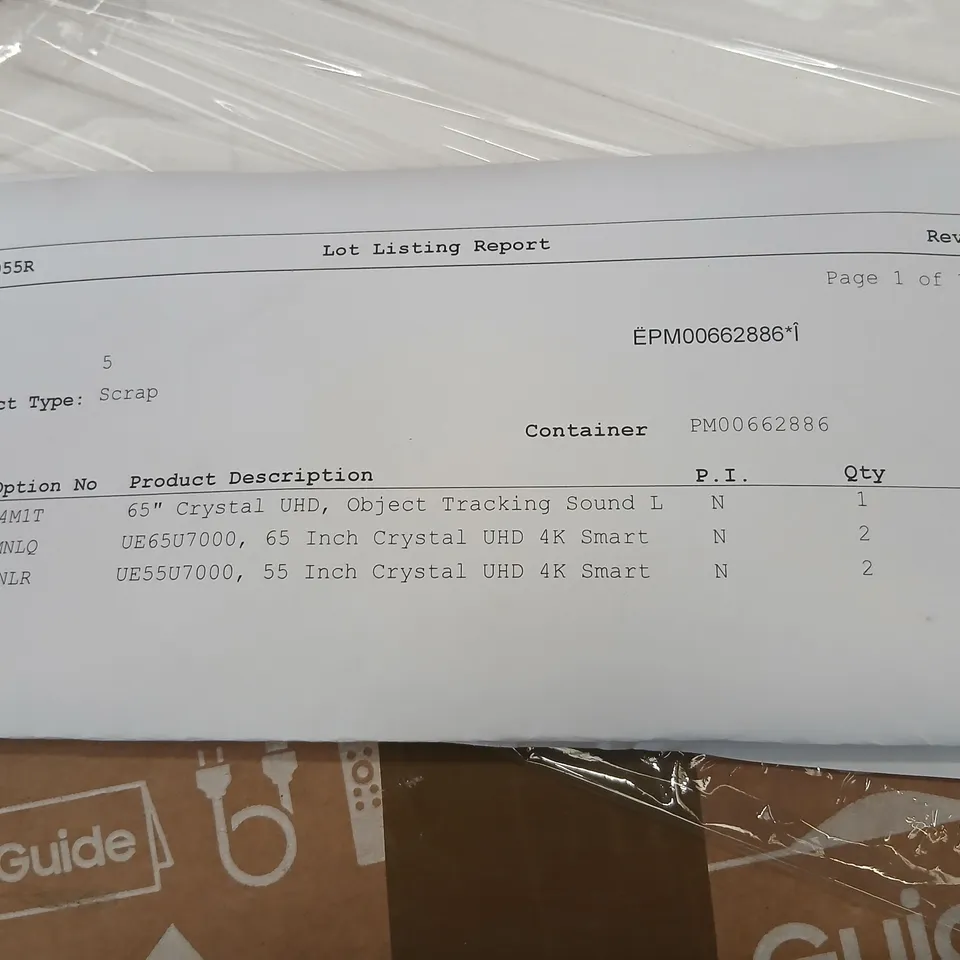 55R Lot Listing Report Rev
Page 1 of
ËPM00662886*Î
5
ct Type: Scrap
Container PM00662886
Option No Product Description P.I. Qty
4M1T 65" Crystal UHD, Object Tracking Sound L N 1
MNLQ UE65U7000, 65 Inch Crystal UHD 4K Smart N 2
NLR UE55U7000, 55 Inch Crystal UHD 4K Smart N 2
Guide
Guid